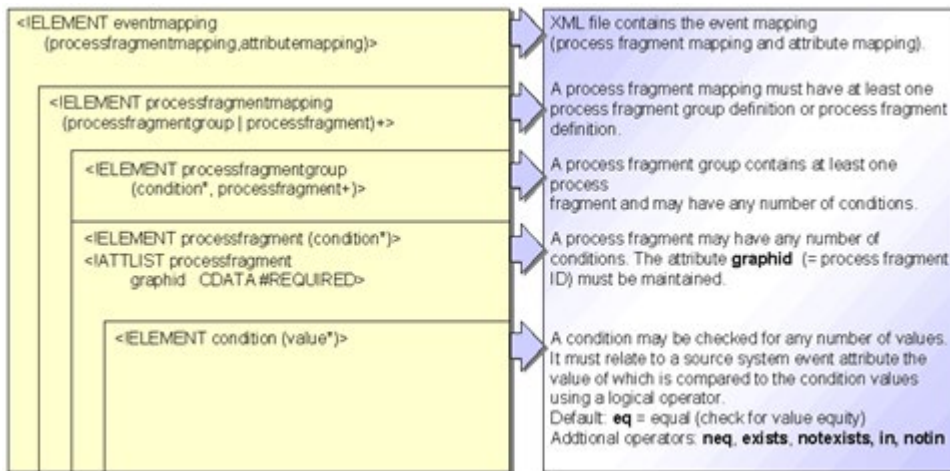 <!ELEMENT eventmapping
(processfragmentmapping,attributemapping)>
<!ELEMENT processfragmentmapping
(processfragmentgroup | processfragment)+>
<!ELEMENT processfragmentgroup
(condition*, processfragment+)>
<!ELEMENT processfragment (condition*)>
<!ATTLIST processfragment
graphid CDATA #REQUIRED>
<!ELEMENT condition (value*)>
XML file contains the event mapping
(process fragment mapping and attribute mapping).
A process fragment mapping must have at least one
process fragment group definition or process fragment
definition.
A process fragment group contains at least one
process
fragment and may have any number of conditions.
A process fragment may have any number of
conditions. The attribute graphid (= process fragment
ID) must be maintained.
A condition may be checked for any number of values.
It must relate to a source system event attribute the
value of which is compared to the condition values
using a logical operator.
Default: eq = equal (check for value equity)
Addtional operators: neq, exists, notexists, in, notin